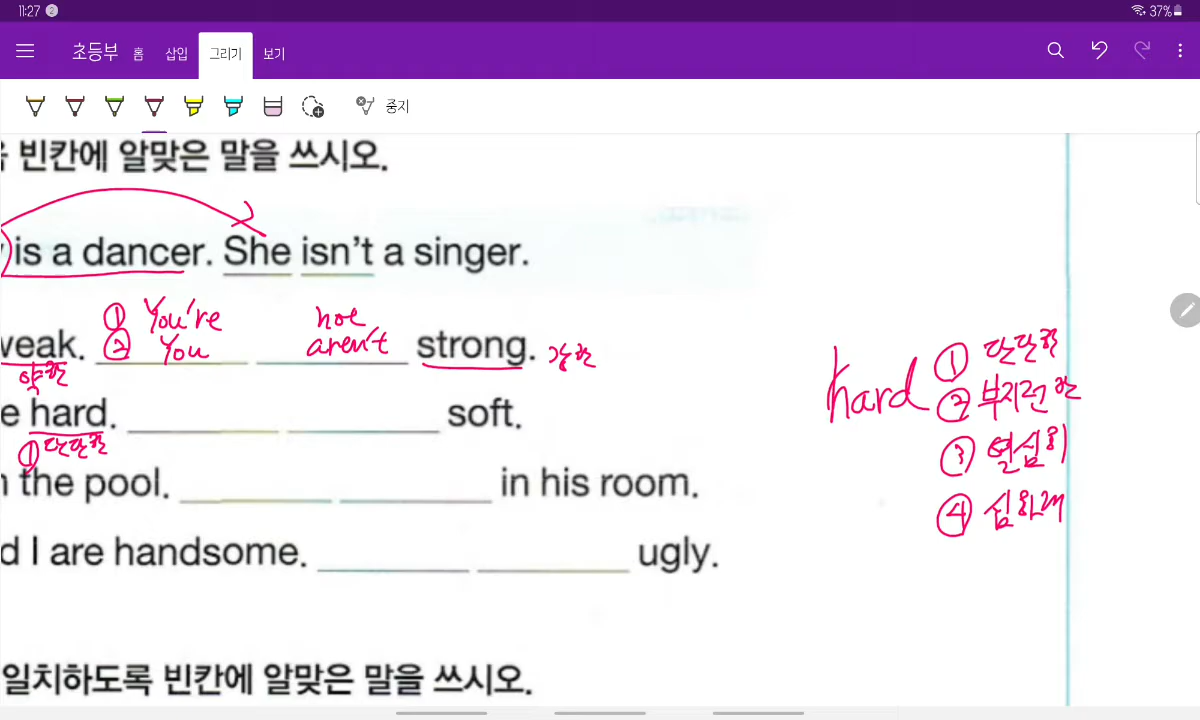 11:27 2 37%
초등부 홈 삽입 그리기 보기
중지
빈칸에 알맞은 말을 쓰시오.
is a dancer. She isn't a singer.
① You're not
weak. ② You aren't strong. 강한
약한
e hard. soft.
① 단단한
the pool. in his room.
d I are handsome. ugly.
hard ① 단단한
② 부지런한
③ 열심히
④ 심하게
일치하도록 빈칸에 알맞은 말을 쓰시오.